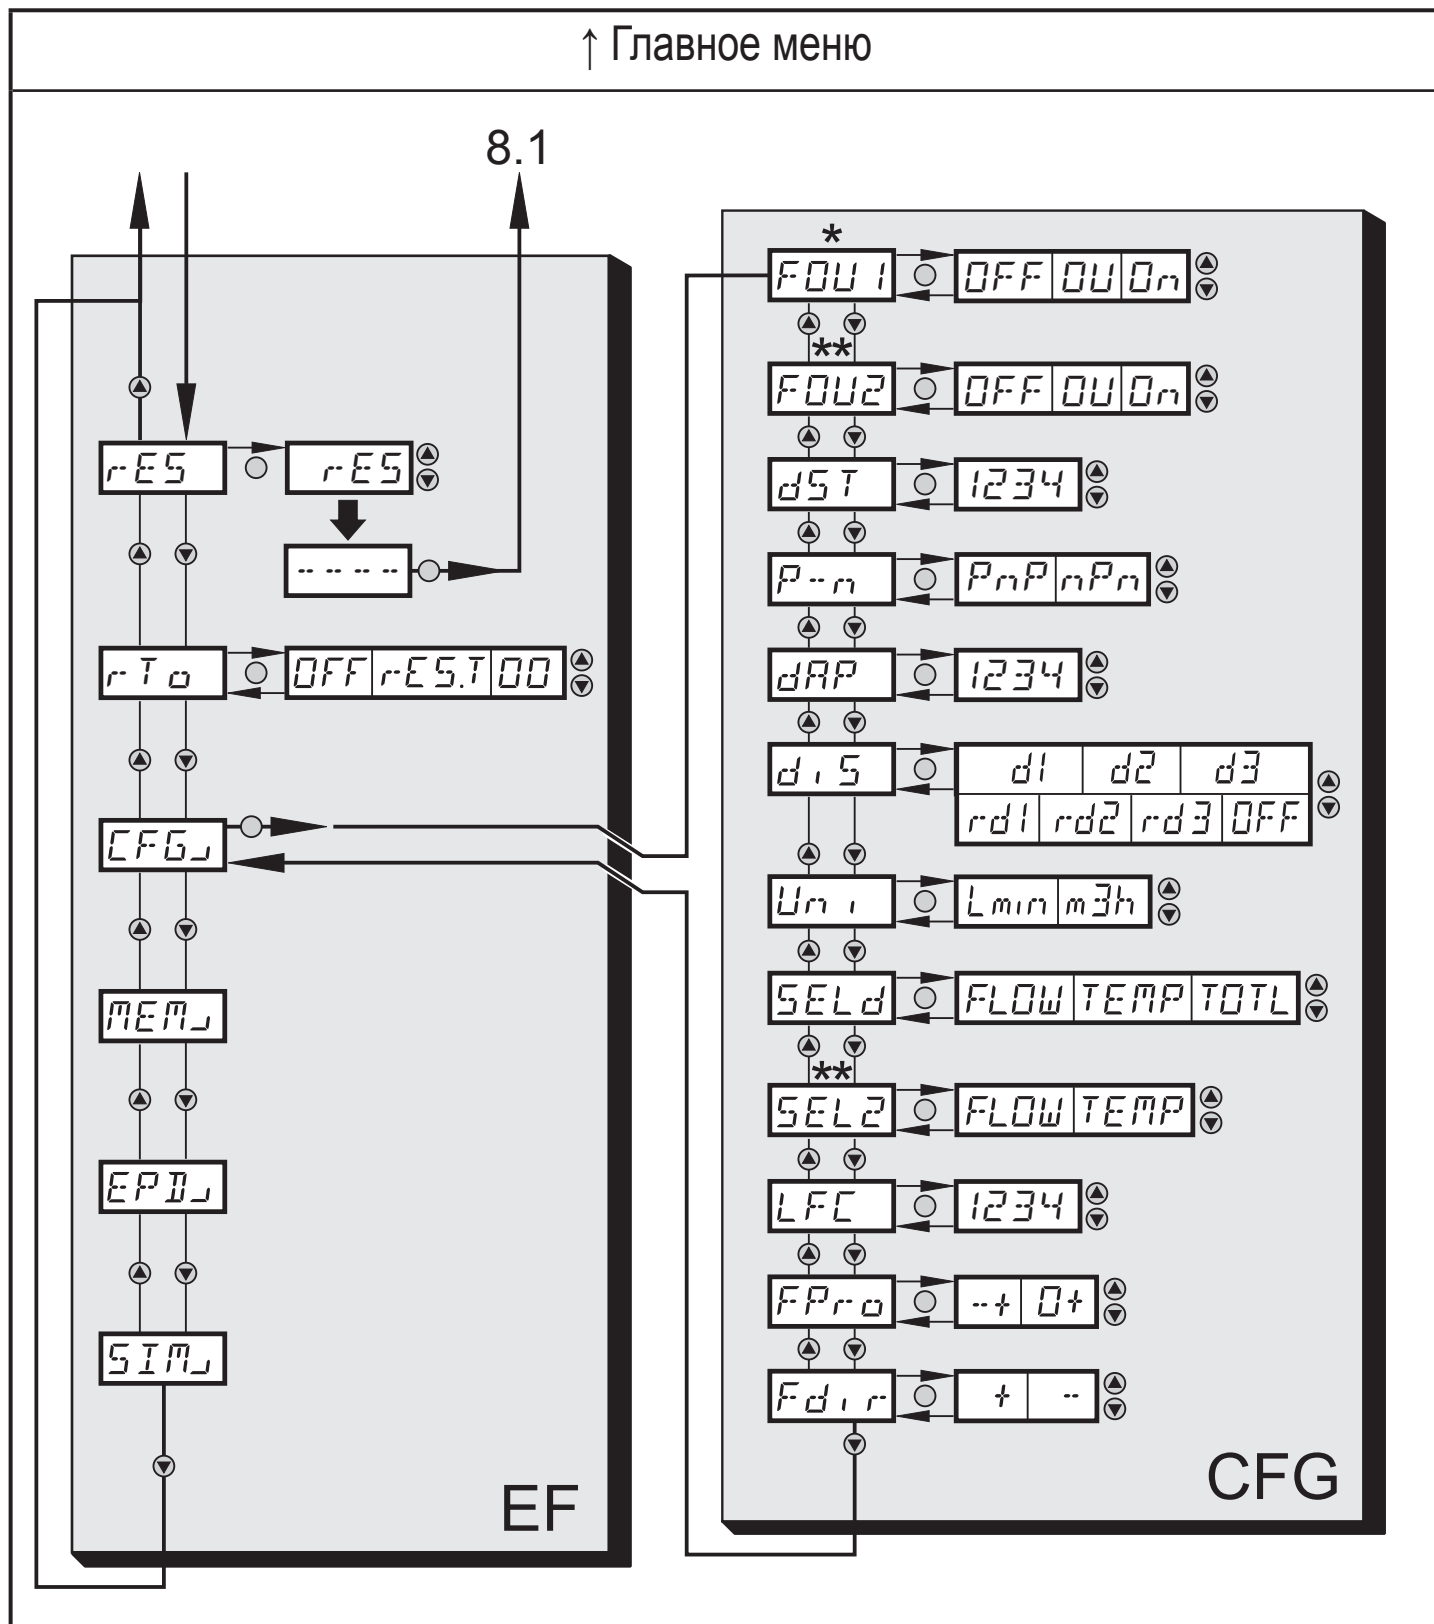 ↑ Главное меню
8.1
rES
rES
----
rTo
OFF rES.T 00
CFG
MEM
EPD
SIM
EF
*
FOU1
OFF OU On
**
FOU2
OFF OU On
dST
1234
P-n
PnP nPn
dAP
1234
diS
d1 d2 d3
rd1 rd2 rd3 OFF
Uni
Lmin m3h
SELd
FLOW TEMP TOTL
**
SEL2
FLOW TEMP
LFC
1234
FPro
-+ 0+
Fdir
+ -
CFG